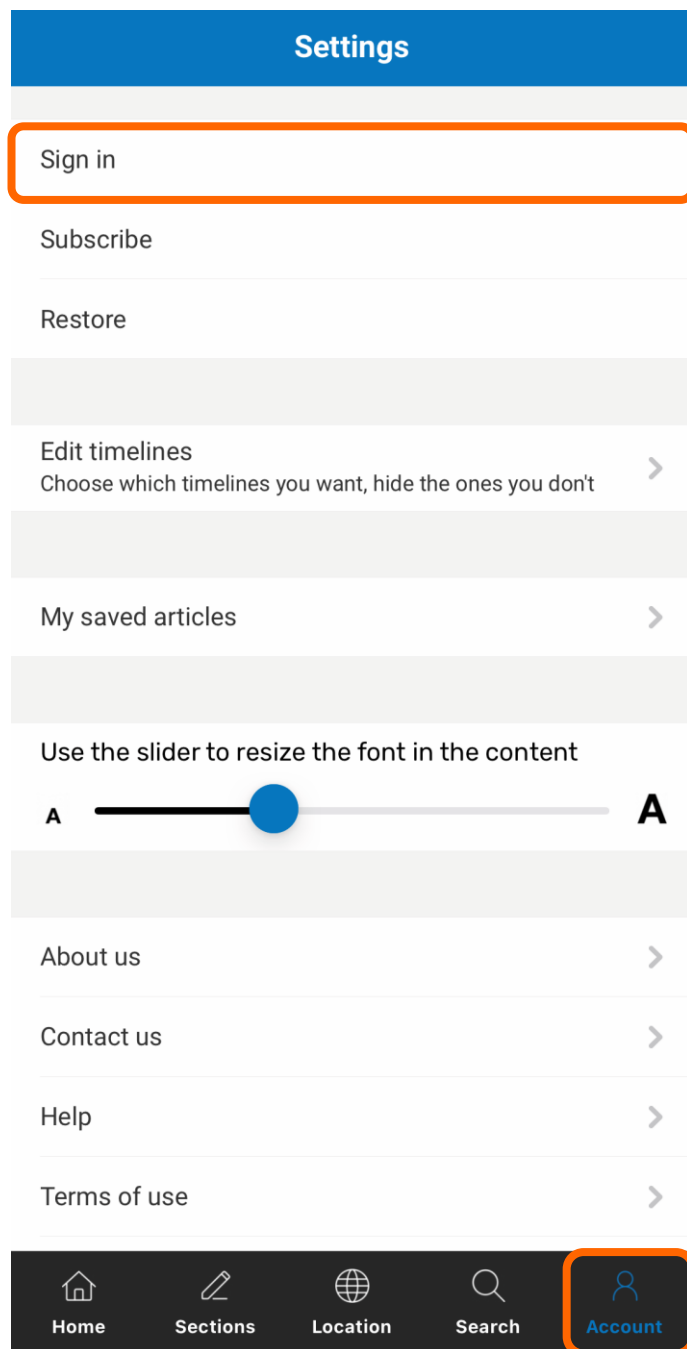 Settings
Sign in
Subscribe
Restore
Edit timelines
Choose which timelines you want, hide the ones you don't
My saved articles
Use the slider to resize the font in the content
A A
About us
Contact us
Help
Terms of use
Home Sections Location Search Account